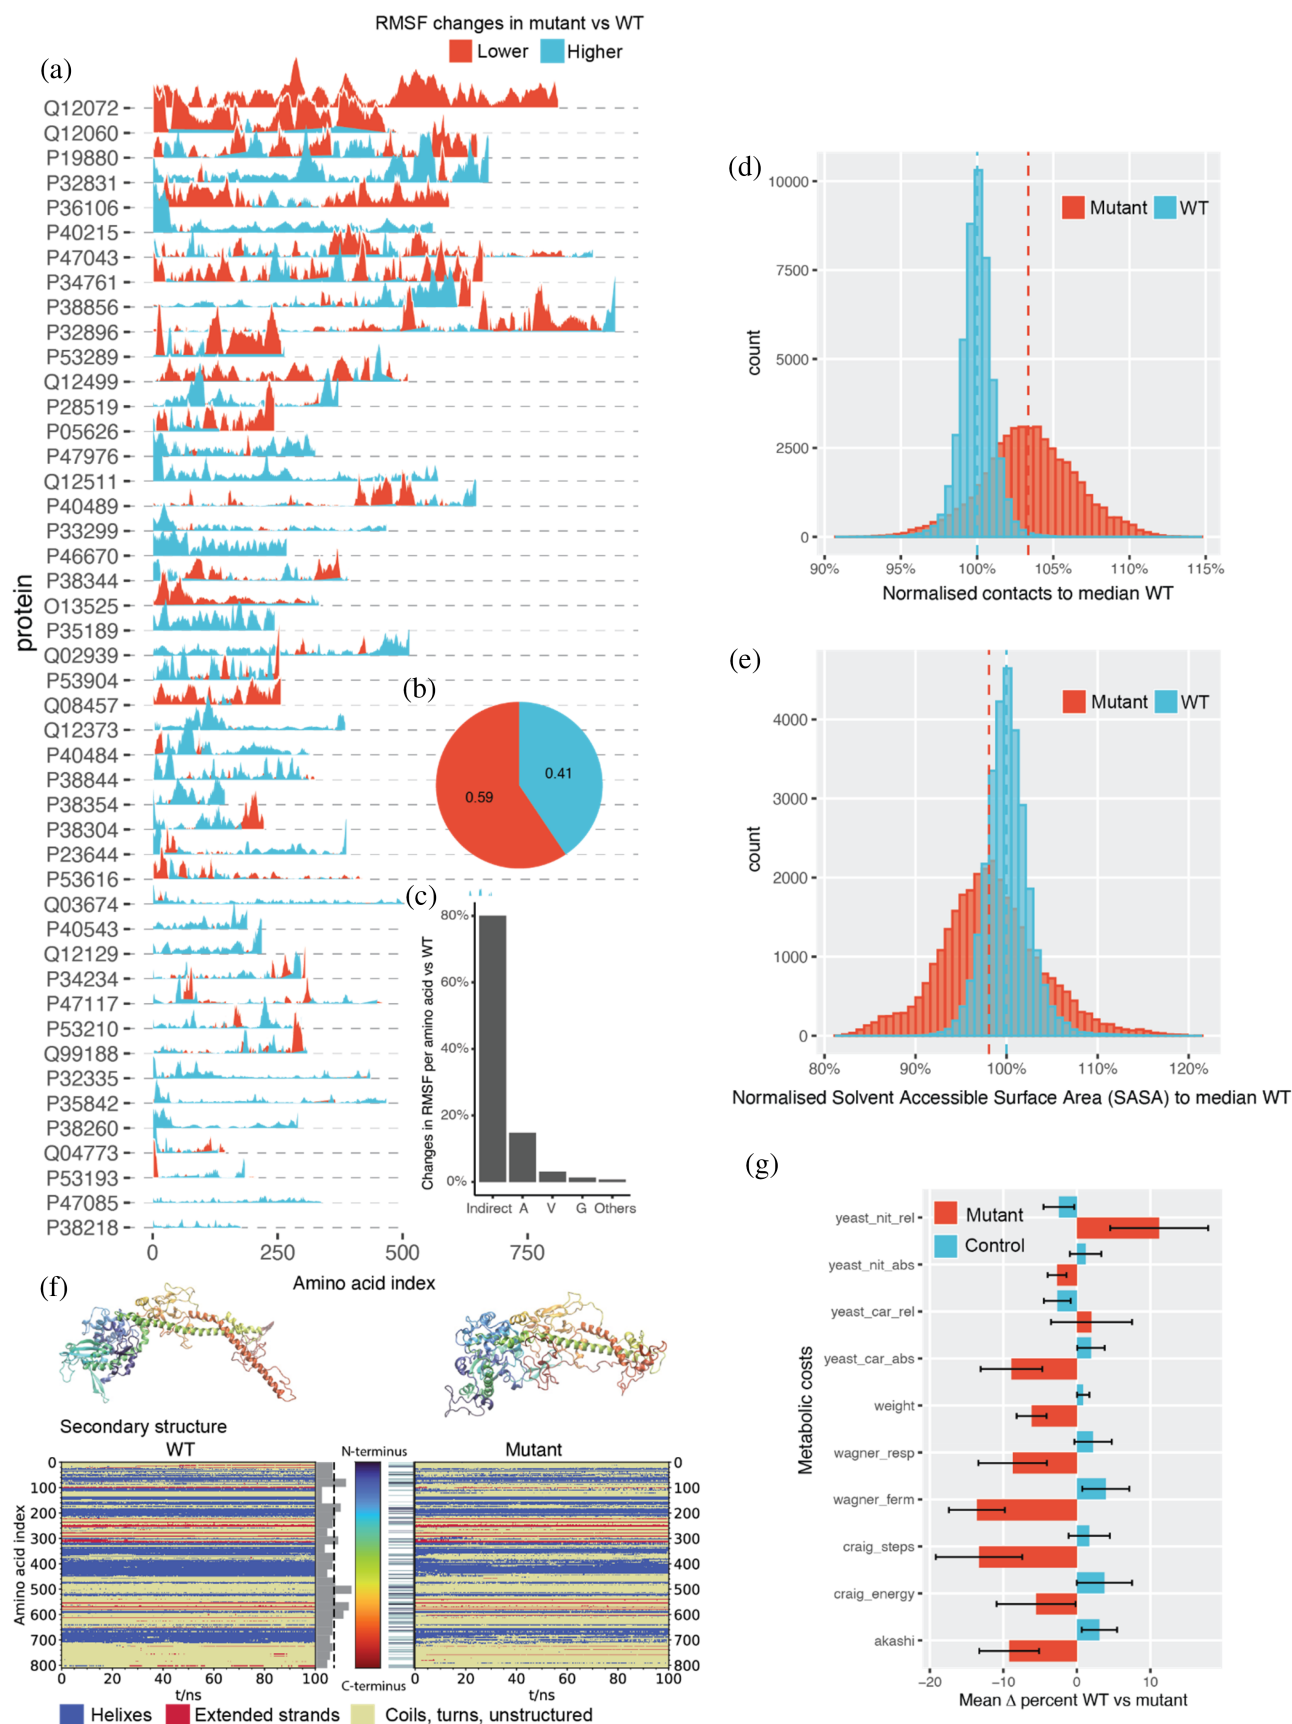 RMSF changes in mutant vs WT
Lower
Higher
(a)
protein
Q12072
Q12060
P19880
P32831
P36106
P40215
P47043
P34761
P38856
P32896
P53289
Q12499
P28519
P05626
P47976
Q12511
P40489
P33299
P46670
P38344
O13525
P35189
Q02939
P53904
Q08457
Q12373
P40484
P38844
P38354
P38304
P23644
P53616
Q03674
P40543
Q12129
P34234
P47117
P53210
Q99188
P32335
P35842
P38260
Q04773
P53193
P47085
P38218
0 250 500 750
Amino acid index
(b)
0.41
0.59
(c)
Changes in RMSF per amino acid vs WT
80%
60%
40%
20%
0%
Indirect A V G Others
(d)
count
10000
7500
5000
2500
0
Mutant
WT
90% 95% 100% 105% 110% 115%
Normalised contacts to median WT
(e)
count
4000
3000
2000
1000
0
Mutant
WT
80% 90% 100% 110% 120%
Normalised Solvent Accessible Surface Area (SASA) to median WT
(f)
Secondary structure
WT
N-terminus
Mutant
Amino acid index
0
100
200
300
400
500
600
700
800
0 20 40 60 80 100
t/ns
C-terminus
0
100
200
300
400
500
600
700
800
0 20 40 60 80 100
t/ns
Helixes
Extended strands
Coils, turns, unstructured
(g)
Metabolic costs
Mutant
Control
yeast_nit_rel
yeast_nit_abs
yeast_car_rel
yeast_car_abs
weight
wagner_resp
wagner_ferm
craig_steps
craig_energy
akashi
−20 −10 0 10
Mean Δ percent WT vs mutant